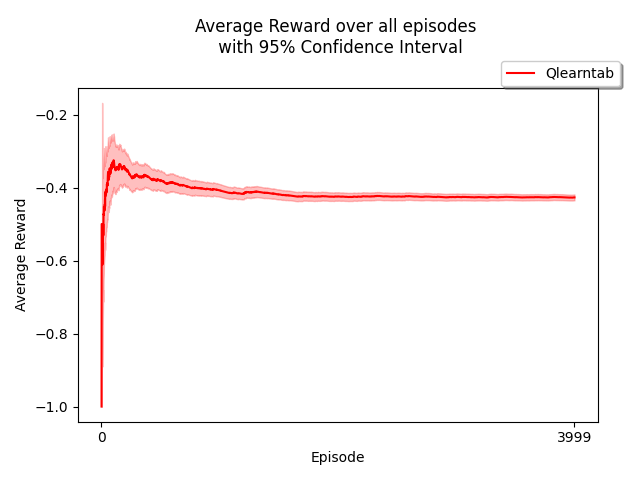 Average Reward over all episodes
with 95% Confidence Interval
Qlearntab
−0.2
−0.4
−0.6
−0.8
−1.0
Average Reward
0
3999
Episode